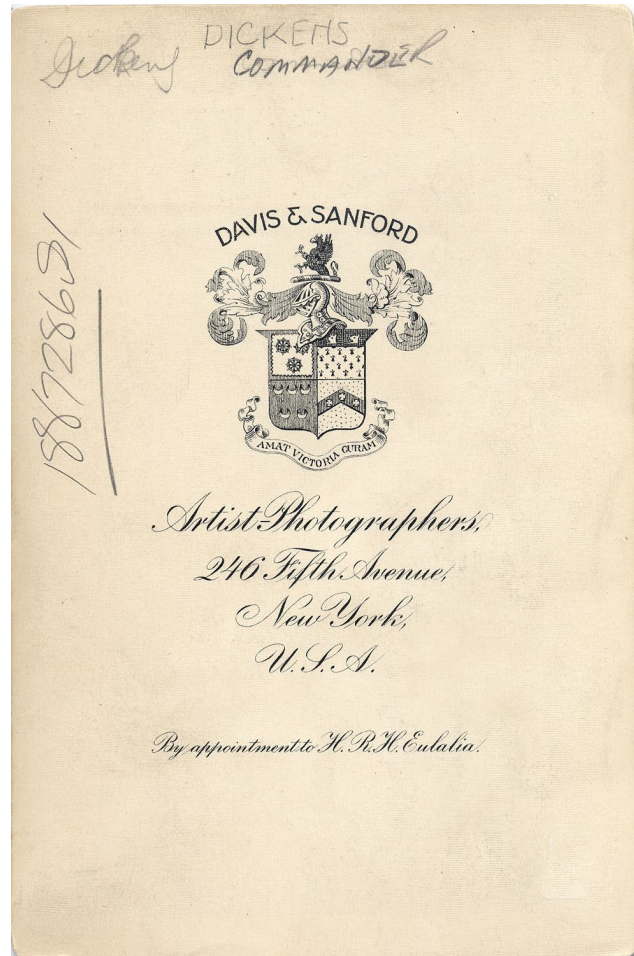 Dickens
DICKENS
COMMANDER
DAVIS & SANFORD
AMAT VICTORIA CURAM
Artist-Photographers,
246 Fifth Avenue,
New York,
U.S.A.
By appointment to H.R.H. Eulalia.